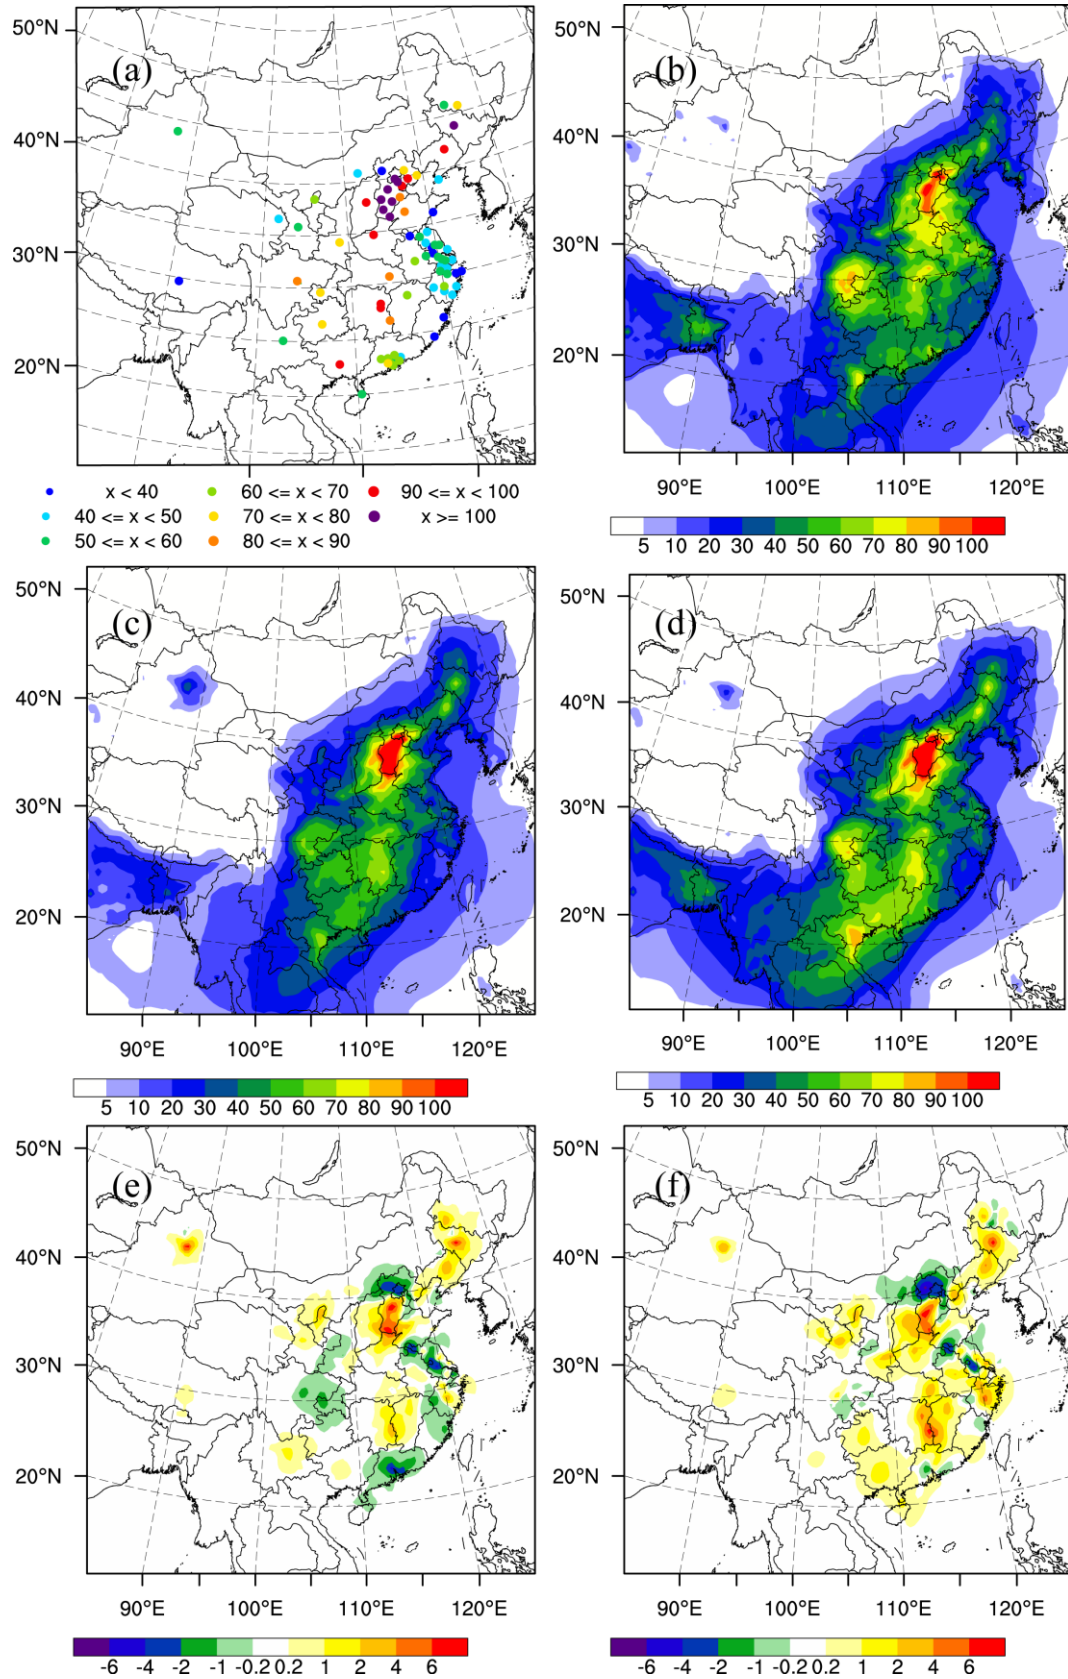 50°N
40°N
30°N
20°N
(a)
(b)
50°N
40°N
30°N
20°N
x < 40
60 <= x < 70
90 <= x < 100
40 <= x < 50
70 <= x < 80
x >= 100
50 <= x < 60
80 <= x < 90
90°E 100°E 110°E 120°E
5 10 20 30 40 50 60 70 80 90 100
110°E 120°E
(c)
(d)
50°N
40°N
30°N
20°N
50°N
40°N
30°N
20°N
90°E 100°E 110°E 120°E
90°E 100°E 110°E 120°E
5 10 20 30 40 50 60 70 80 90 100
5 10 20 30 40 50 60 70 80 90 100
(e)
(f)
50°N
40°N
30°N
20°N
50°N
40°N
30°N
20°N
90°E 100°E 110°E 120°E
90°E 100°E 110°E 120°E
-6 -4 -2 -1 -0.2 0.2 1 2 4 6
-6 -4 -2 -1 -0.2 0.2 1 2 4 6